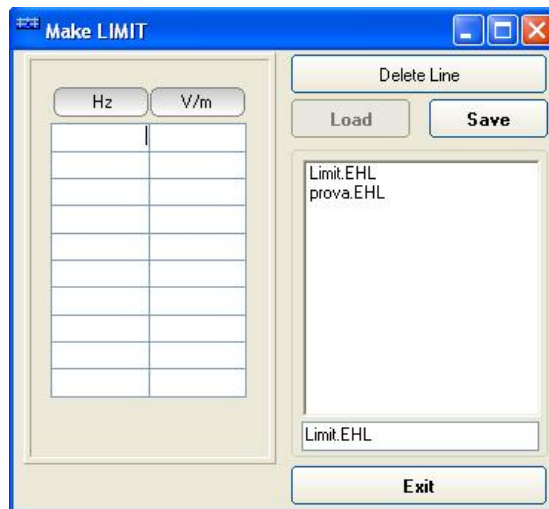 Make LIMIT
Hz V/m
Delete Line
Load Save
Limit.EHL
prova.EHL
Limit.EHL
Exit